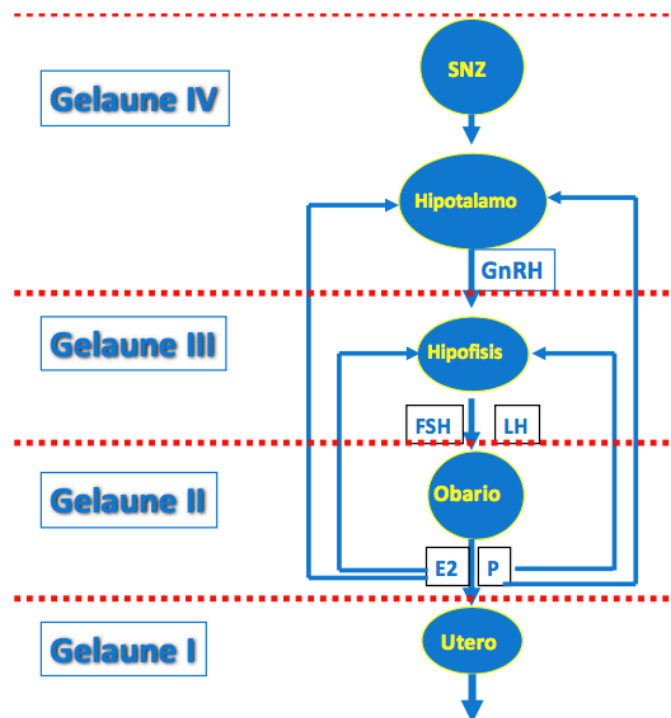 SNZ
Gelaune IV
Hipotalamo
GnRH
Gelaune III
Hipofisis
FSH LH
Gelaune II
Obario
E2 P
Gelaune I
Utero